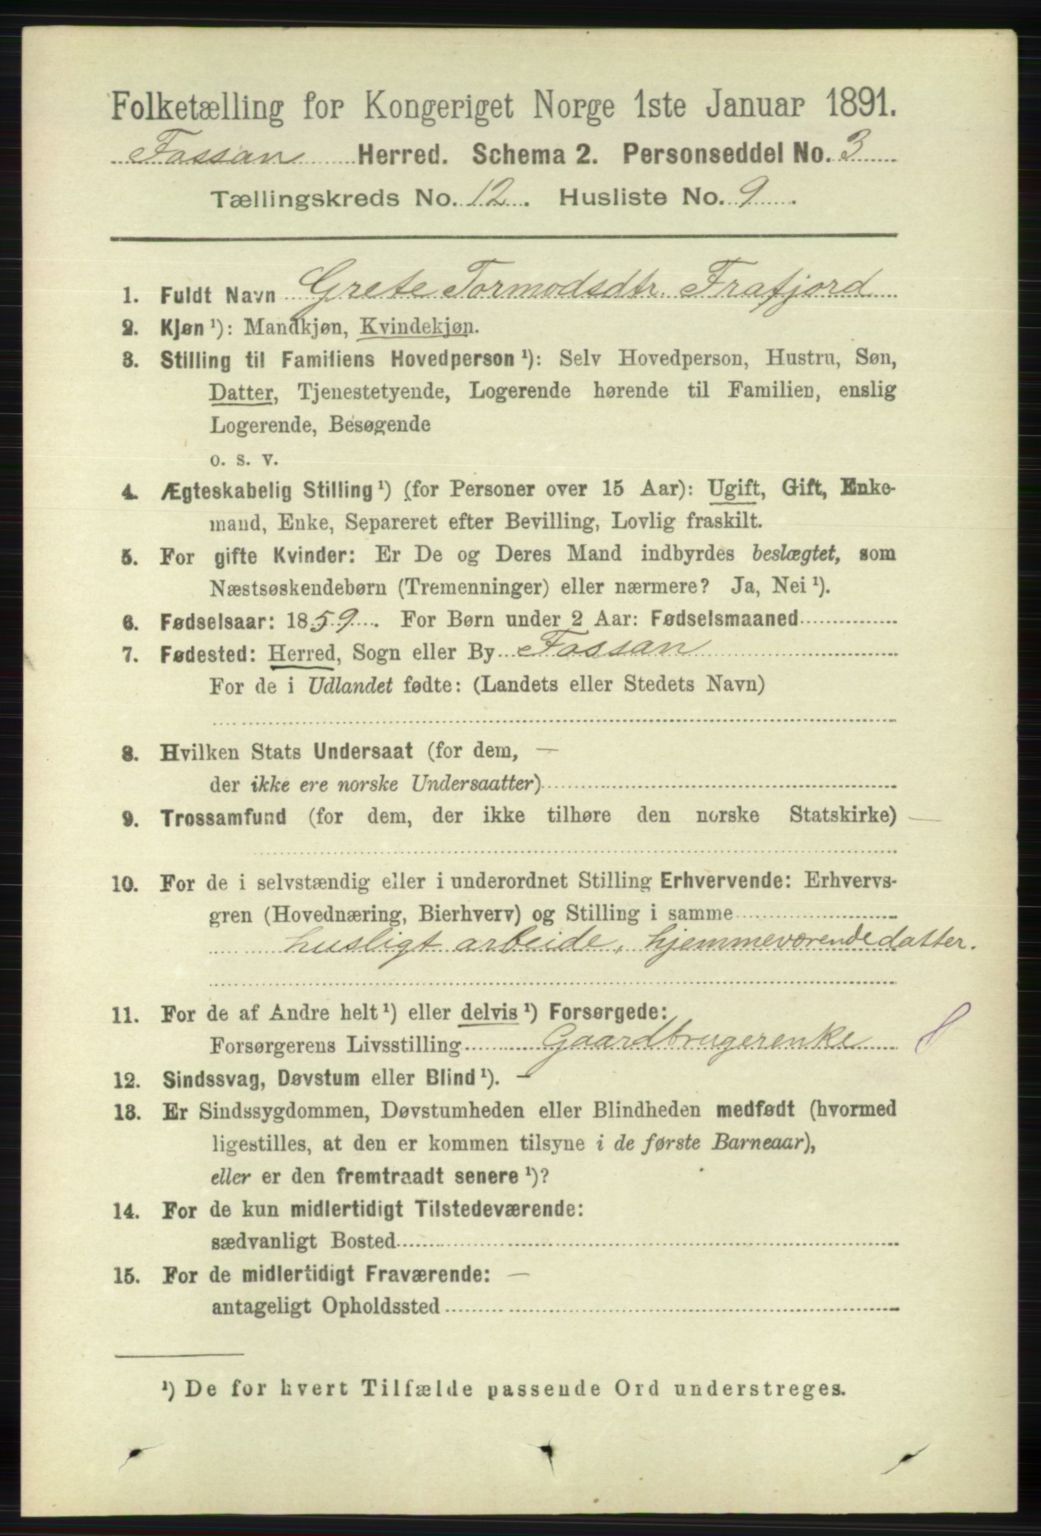 Folketælling for Kongeriget Norge 1ste Januar 1891.
Fossan Herred. Schema 2. Personseddel No. 3
Tællingskreds No. 12. Husliste No. 9.
1. Fuldt Navn Grete Tormodsdtr. Frafjord
2. Kjøn ¹): Mandkjøn, Kvindekjøn.
3. Stilling til Familiens Hovedperson ¹): Selv Hovedperson, Hustru, Søn,
Datter, Tjenestetyende, Logerende hørende til Familien, enslig
Logerende, Besøgende
o. s. v.
4. Ægteskabelig Stilling ¹) (for Personer over 15 Aar): Ugift, Gift, Enke-
mand, Enke, Separeret efter Bevilling, Lovlig fraskilt.
5. For gifte Kvinder: Er De og Deres Mand indbyrdes beslægtet, som
Næstsøskendebørn (Tremenninger) eller nærmere? Ja, Nei ¹).
6. Fødselsaar: 1859. For Børn under 2 Aar: Fødselsmaaned
7. Fødested: Herred, Sogn eller By Fossan
For de i Udlandet fødte: (Landets eller Stedets Navn)
8. Hvilken Stats Undersaat (for dem, —
der ikke ere norske Undersaatter)
9. Trossamfund (for dem, der ikke tilhøre den norske Statskirke) —
10. For de i selvstændig eller i underordnet Stilling Erhvervende: Erhvervs-
gren (Hovednæring, Bierhverv) og Stilling i samme
husligt arbeide, hjemmeværende datter.
11. For de af Andre helt ¹) eller delvis ¹) Forsørgede:
Forsørgerens Livsstilling Gaardbrugerenke
12. Sindssvag, Døvstum eller Blind ¹). —
13. Er Sindssygdommen, Døvstumheden eller Blindheden medfødt (hvormed
ligestilles, at den er kommen tilsyne i de første Barneaar),
eller er den fremtraadt senere ¹)?
14. For de kun midlertidigt Tilstedeværende:
sædvanligt Bosted
15. For de midlertidigt Fraværende: —
antageligt Opholdssted
¹) De for hvert Tilfælde passende Ord understreges.